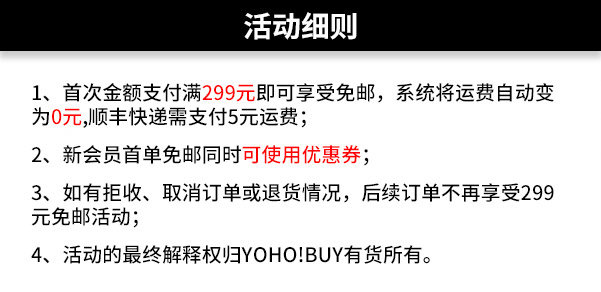 活动细则
1、首次金额支付满299元即可享受免邮，系统将运费自动变
为0元,顺丰快递需支付5元运费；
2、新会员首单免邮同时可使用优惠券；
3、如有拒收、取消订单或退货情况，后续订单不再享受299
元免邮活动；
4、活动的最终解释权归YOHO!BUY有货所有。